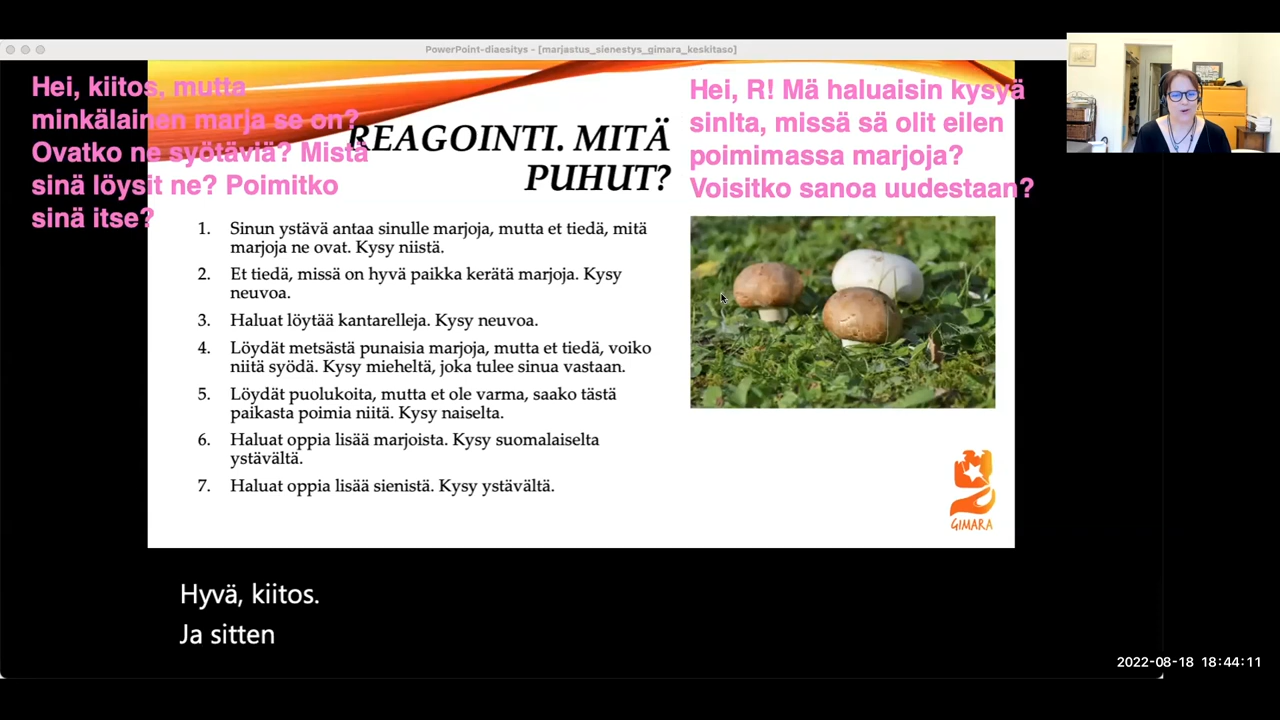 PowerPoint-diaesitys - [marjastus_sienestys_gimara_keskitaso]
Hei, kiitos, mutta
minkälainen marja se on?
Ovatko ne syötäviä? Mistä
sinä löysit ne? Poimitko
sinä itse?
Hei, R! Mä haluaisin kysyä
sinlta, missä sä olit eilen
poimimassa marjoja?
Voisitko sanoa uudestaan?
REAGOINTI. MITÄ
PUHUT?
1. Sinun ystävä antaa sinulle marjoja, mutta et tiedä, mitä
marjoja ne ovat. Kysy niistä.
2. Et tiedä, missä on hyvä paikka kerätä marjoja. Kysy
neuvoa.
3. Haluat löytää kantarelleja. Kysy neuvoa.
4. Löydät metsästä punaisia marjoja, mutta et tiedä, voiko
niitä syödä. Kysy mieheltä, joka tulee sinua vastaan.
5. Löydät puolukoita, mutta et ole varma, saako tästä
paikasta poimia niitä. Kysy naiselta.
6. Haluat oppia lisää marjoista. Kysy suomalaiselta
ystävältä.
7. Haluat oppia lisää sienistä. Kysy ystävältä.
GIMARA
Hyvä, kiitos.
Ja sitten
2022-08-18 18:44:11